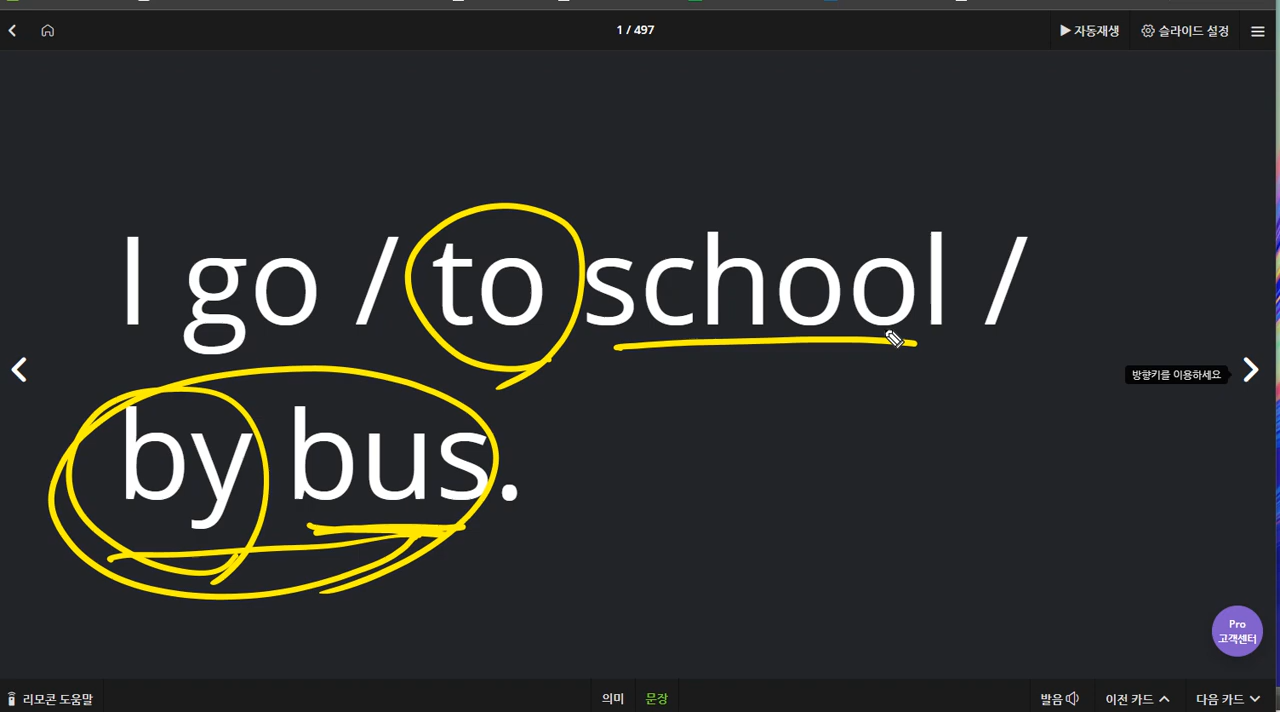 1 / 497
자동재생
슬라이드 설정
I go / to school /
by bus.
방향키를 이용하세요
Pro
고객센터
리모콘 도움말
의미
문장
발음
이전 카드
다음 카드